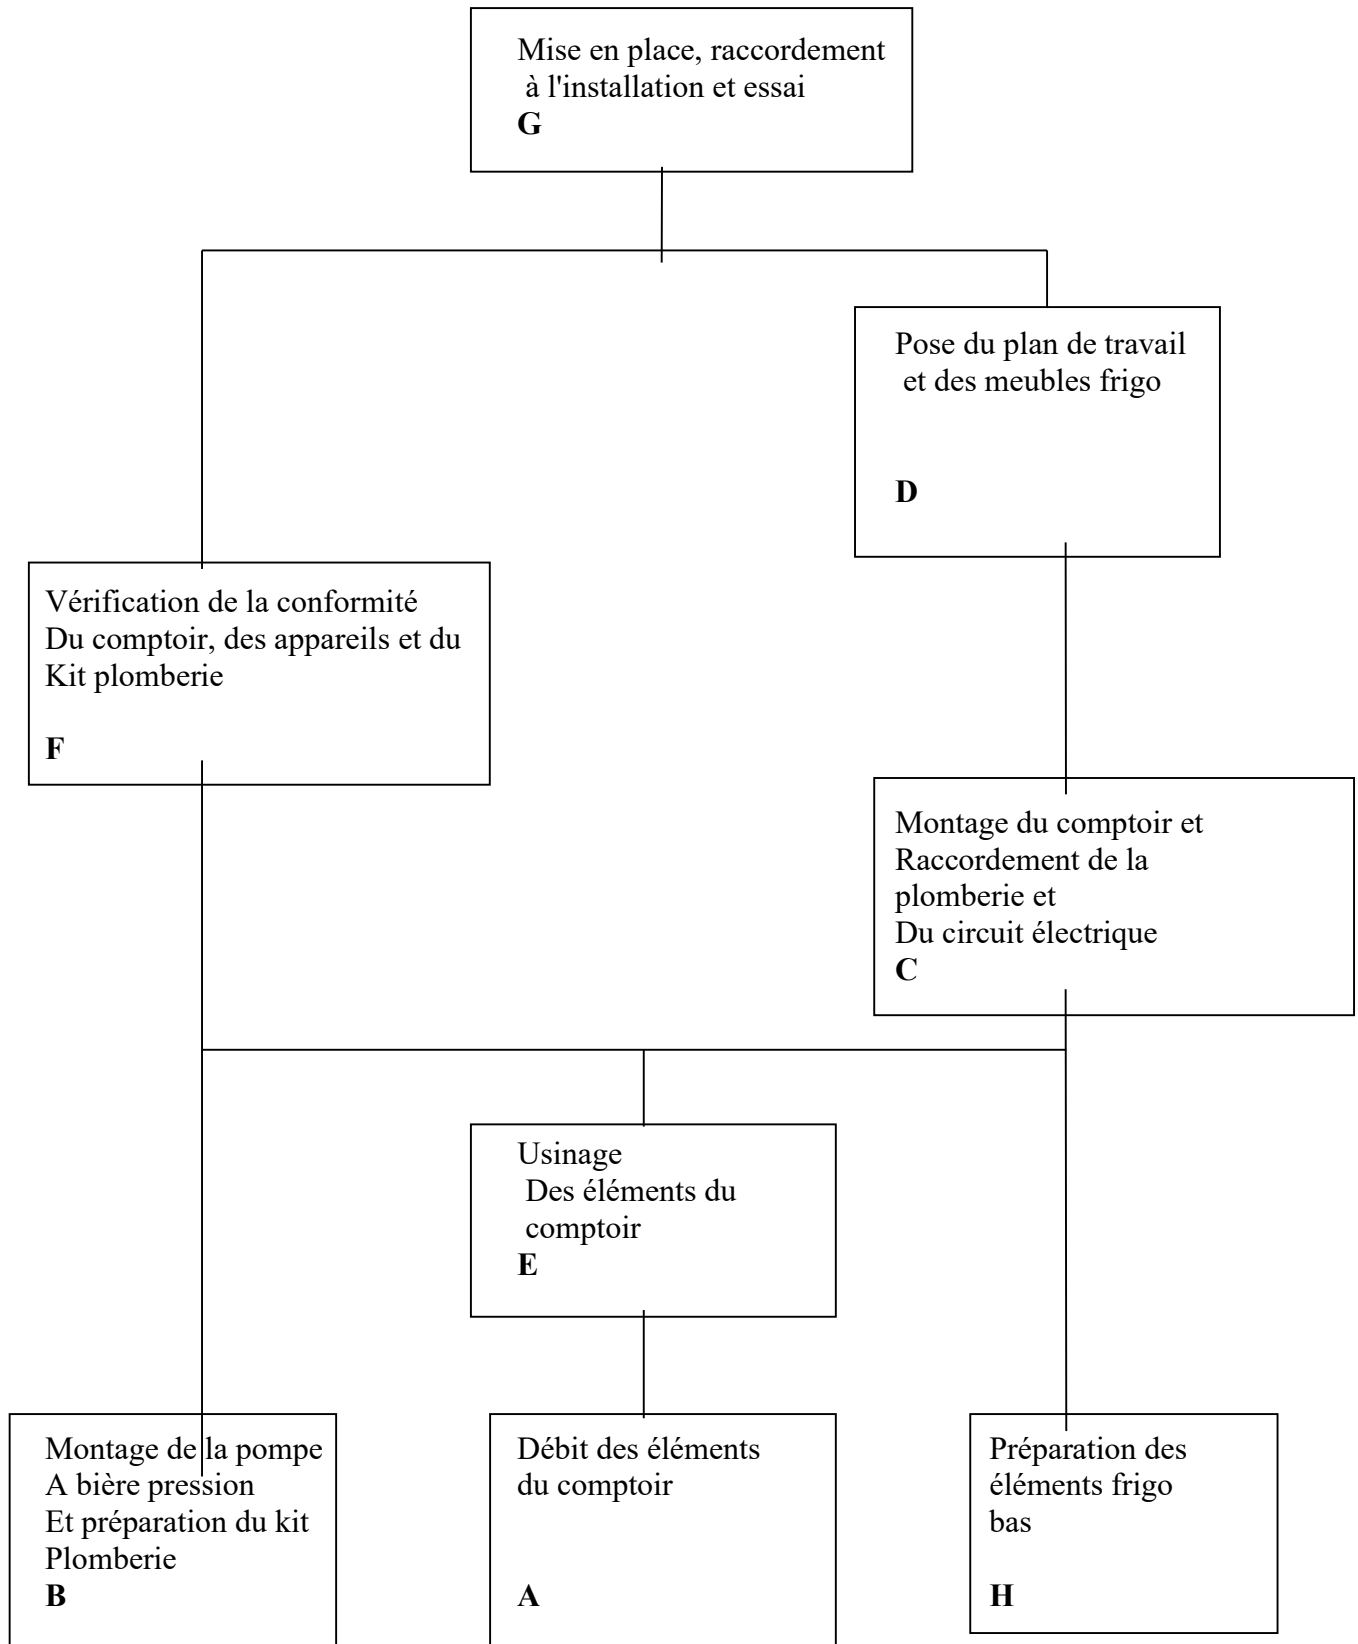 Mise en place, raccordement
à l'installation et essai
G
Pose du plan de travail
et des meubles frigo
D
Vérification de la conformité
Du comptoir, des appareils et du
Kit plomberie
F
Montage du comptoir et
Raccordement de la
plomberie et
Du circuit électrique
C
Usinage
Des éléments du
comptoir
E
Montage de la pompe
A bière pression
Et préparation du kit
Plomberie
B
Débit des éléments
du comptoir
A
Préparation des
éléments frigo
bas
H